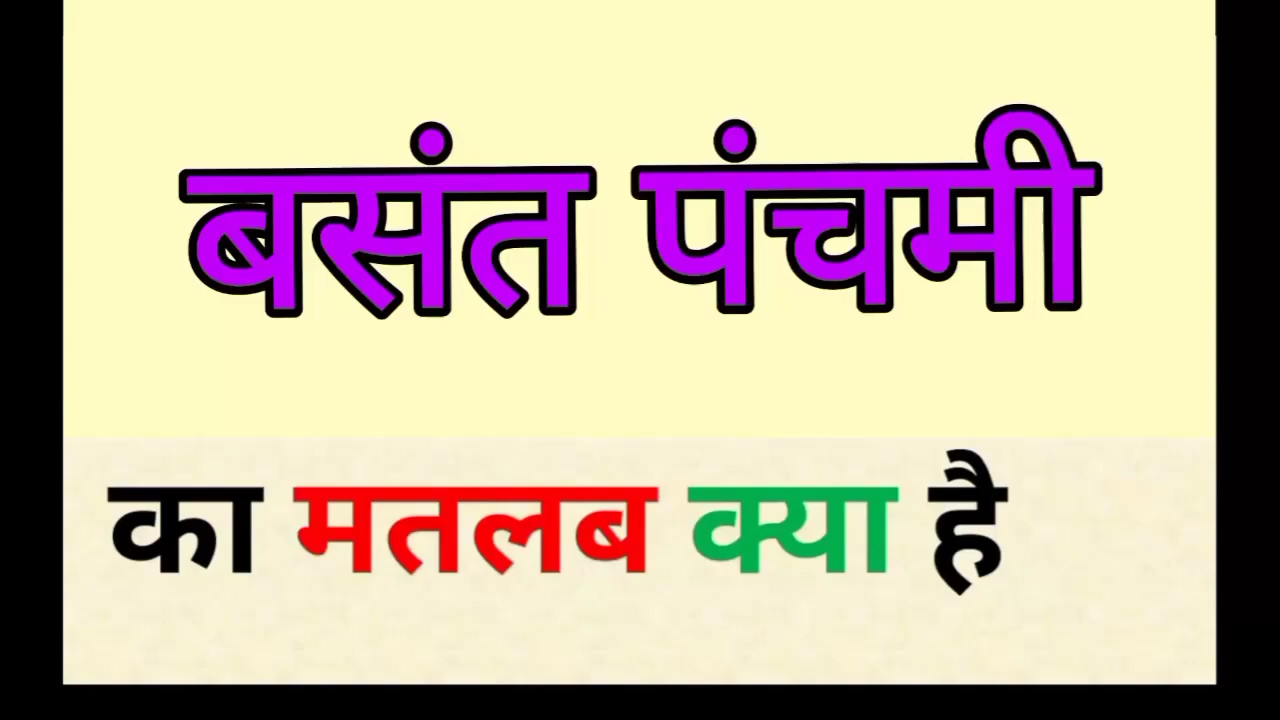 बसंत पंचमी
का मतलब क्या है